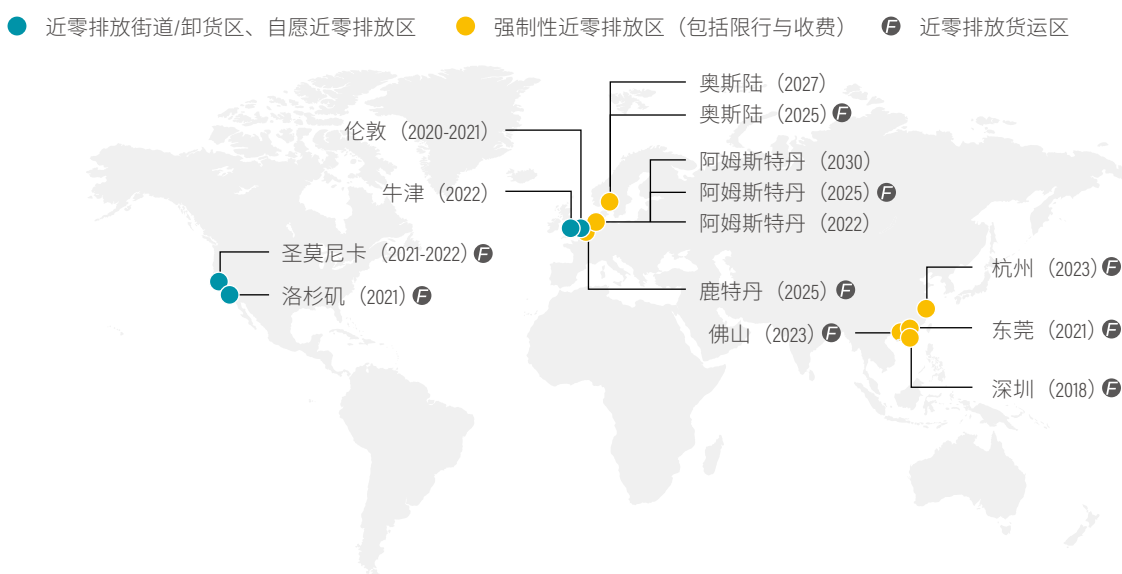 近零排放街道/卸货区、自愿近零排放区
强制性近零排放区（包括限行与收费）
F 近零排放货运区
奥斯陆（2027）
奥斯陆（2025）F
伦敦（2020-2021）
阿姆斯特丹（2030）
牛津（2022）
阿姆斯特丹（2025）F
阿姆斯特丹（2022）
圣莫尼卡（2021-2022）F
杭州（2023）F
洛杉矶（2021）F
鹿特丹（2025）F
佛山（2023）F
东莞（2021）F
深圳（2018）F